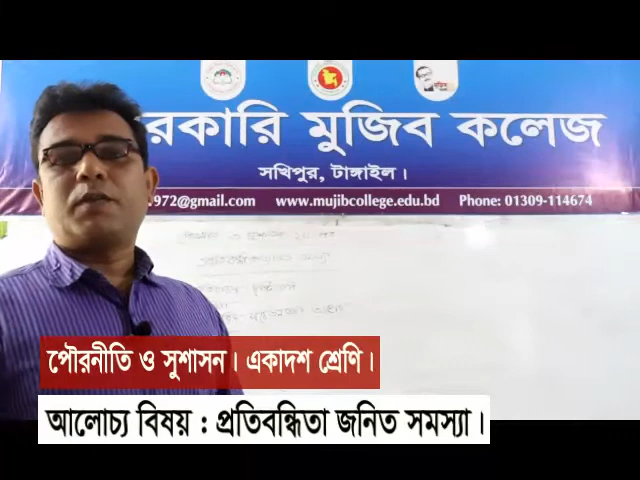 রকারি মুজিব কলেজ
সখিপুর, টাঙ্গাইল।
.972@gmail.com www.mujibcollege.edu.bd Phone: 01309-114674
পৌরনীতি ও সুশাসন। একাদশ শ্রেণি।
আলোচ্য বিষয় : প্রতিবন্ধিতা জনিত সমস্যা।